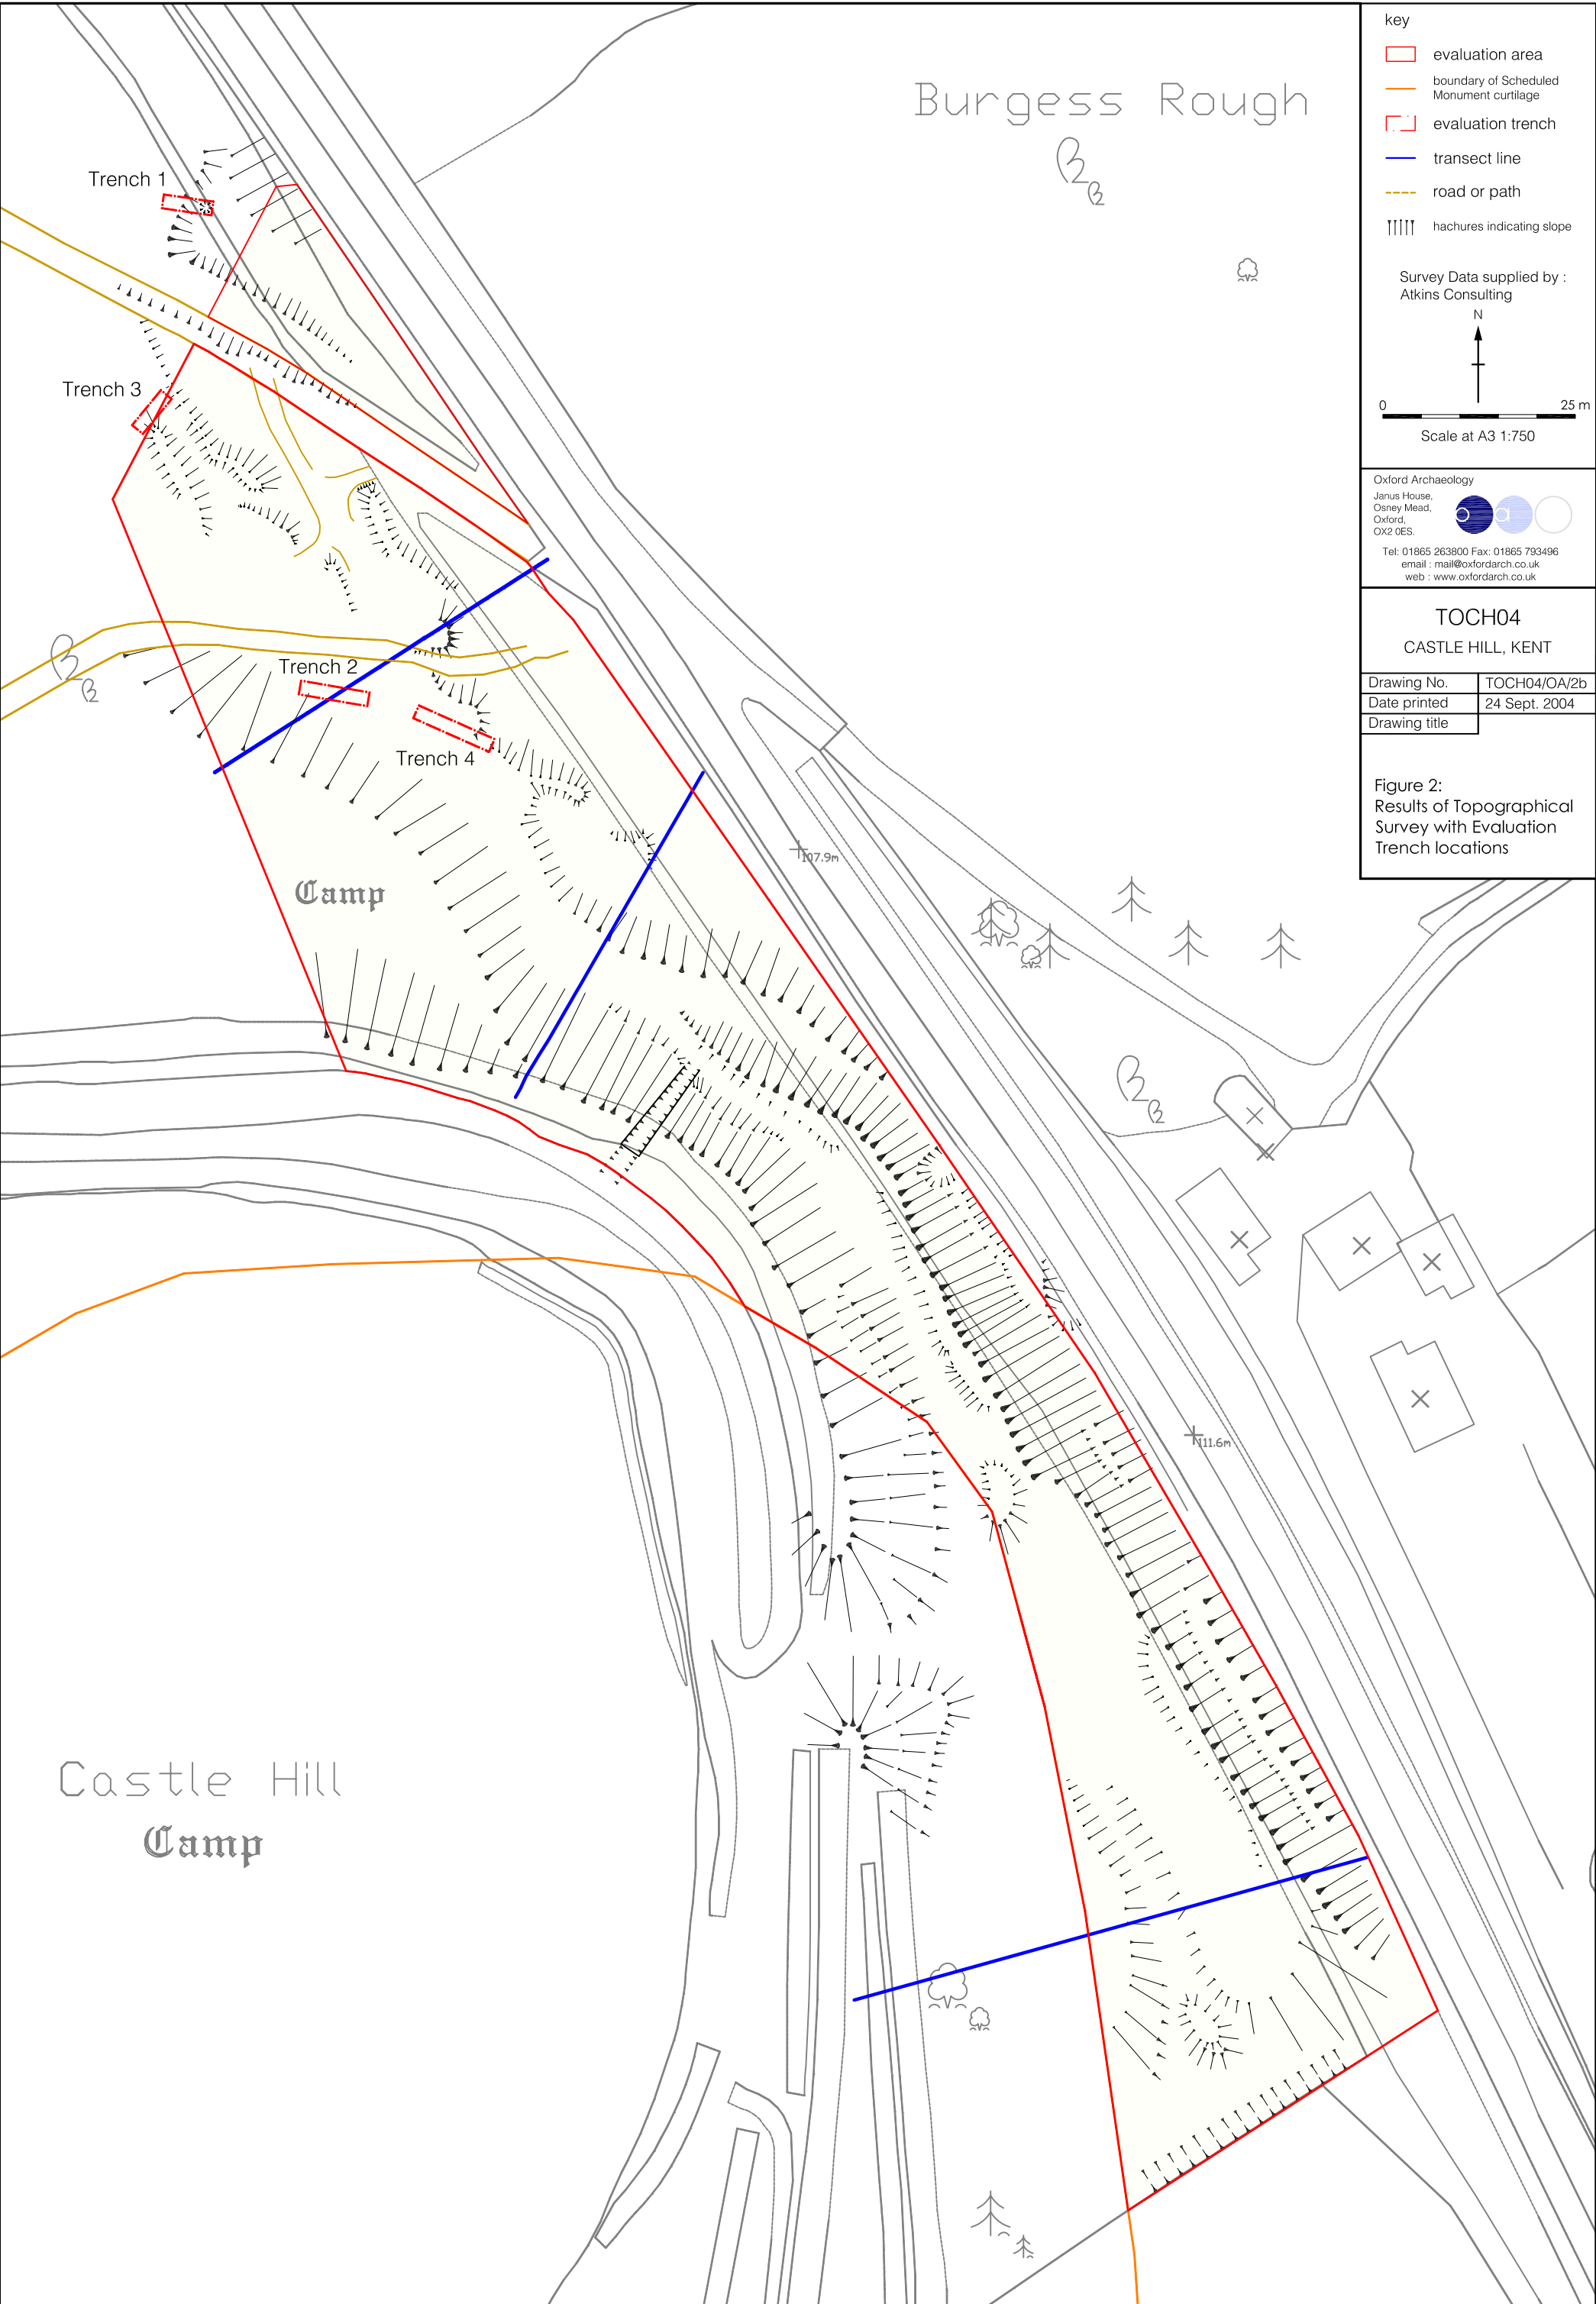 Burgess Rough
Trench 1
Trench 3
Trench 2
Trench 4
Camp
107.9m
111.6m
Castle Hill
Camp
key
evaluation area
boundary of Scheduled
Monument curtilage
evaluation trench
transect line
road or path
hachures indicating slope
Survey Data supplied by :
Atkins Consulting
N
0 25 m
Scale at A3 1:750
Oxford Archaeology
Janus House,
Osney Mead,
Oxford,
OX2 0ES.
oa
Tel: 01865 263800 Fax: 01865 793496
email : mail@oxfordarch.co.uk
web : www.oxfordarch.co.uk
TOCH04
CASTLE HILL, KENT
Drawing No. TOCH04/OA/2b
Date printed 24 Sept. 2004
Drawing title
Figure 2:
Results of Topographical
Survey with Evaluation
Trench locations